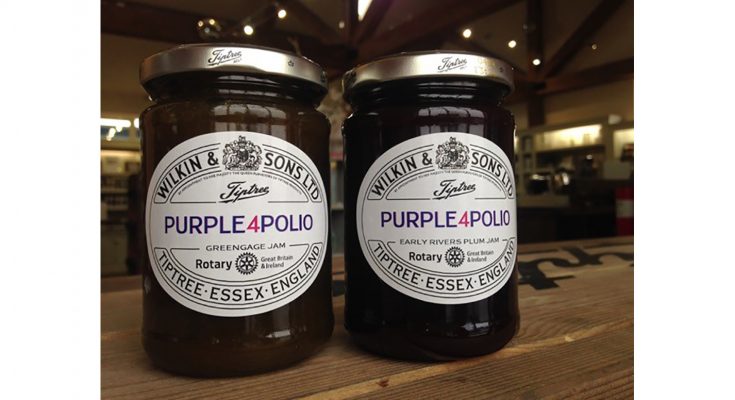 Tiptree
WILKIN & SONS LTD
Tiptree
PURPLE4POLIO
GREENGAGE JAM
Rotary
Great Britain
& Ireland
TIPTREE · ESSEX · ENGLAND
Tiptree
WILKIN & SONS LTD
Tiptree
PURPLE4POLIO
EARLY RIVERS PLUM JAM
Rotary
Great Britain
& Ireland
TIPTREE · ESSEX · ENGLAND